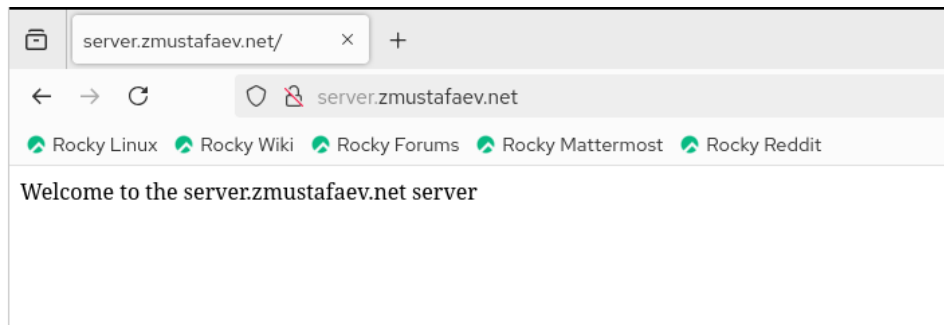 server.zmustafaev.net/
server.zmustafaev.net
Rocky Linux Rocky Wiki Rocky Forums Rocky Mattermost Rocky Reddit
Welcome to the server.zmustafaev.net server